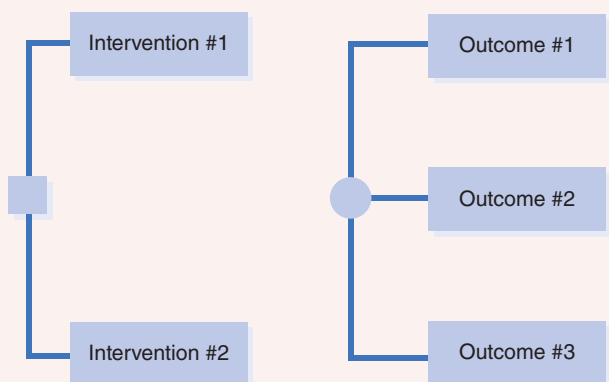 Intervention #1
Intervention #2
Outcome #1
Outcome #2
Outcome #3